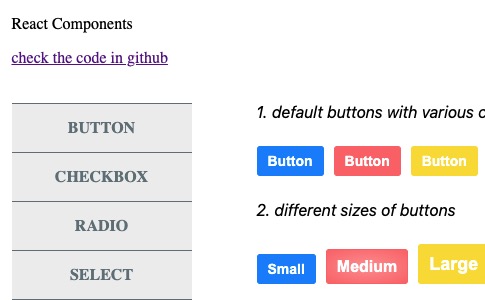 React Components
check the code in github
BUTTON
CHECKBOX
RADIO
SELECT
1. default buttons with various
Button Button Button
2. different sizes of buttons
Small Medium Large